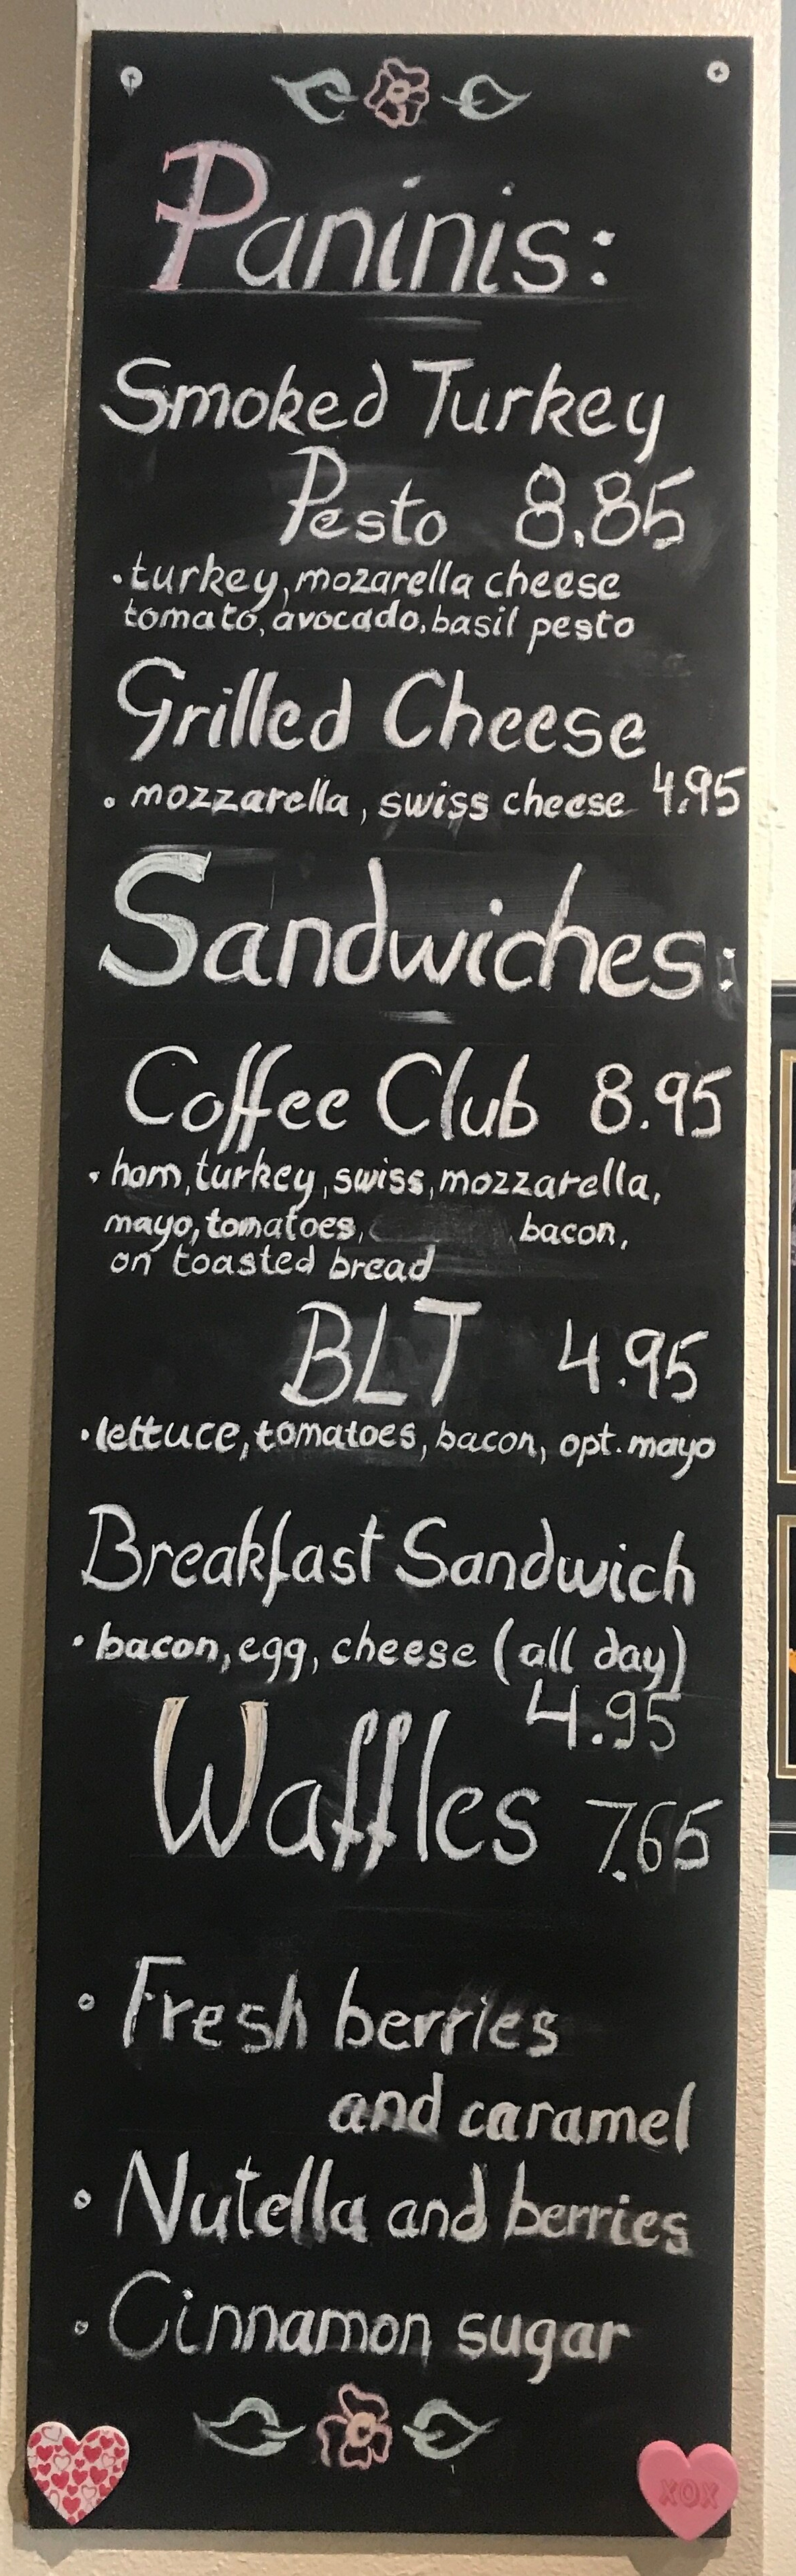 Paninis:
Smoked Turkey
Pesto 8.85
• turkey, mozarella cheese
tomato, avocado, basil pesto
Grilled Cheese
• mozzarella, swiss cheese 4.95
Sandwiches:
Coffee Club 8.95
• ham, turkey, swiss, mozzarella,
mayo, tomatoes, bacon,
on toasted bread
BLT 4.95
• lettuce, tomatoes, bacon, opt. mayo
Breakfast Sandwich
• bacon, egg, cheese (all day)
4.95
Waffles 7.65
• Fresh berries
and caramel
• Nutella and berries
• Cinnamon sugar
XOX